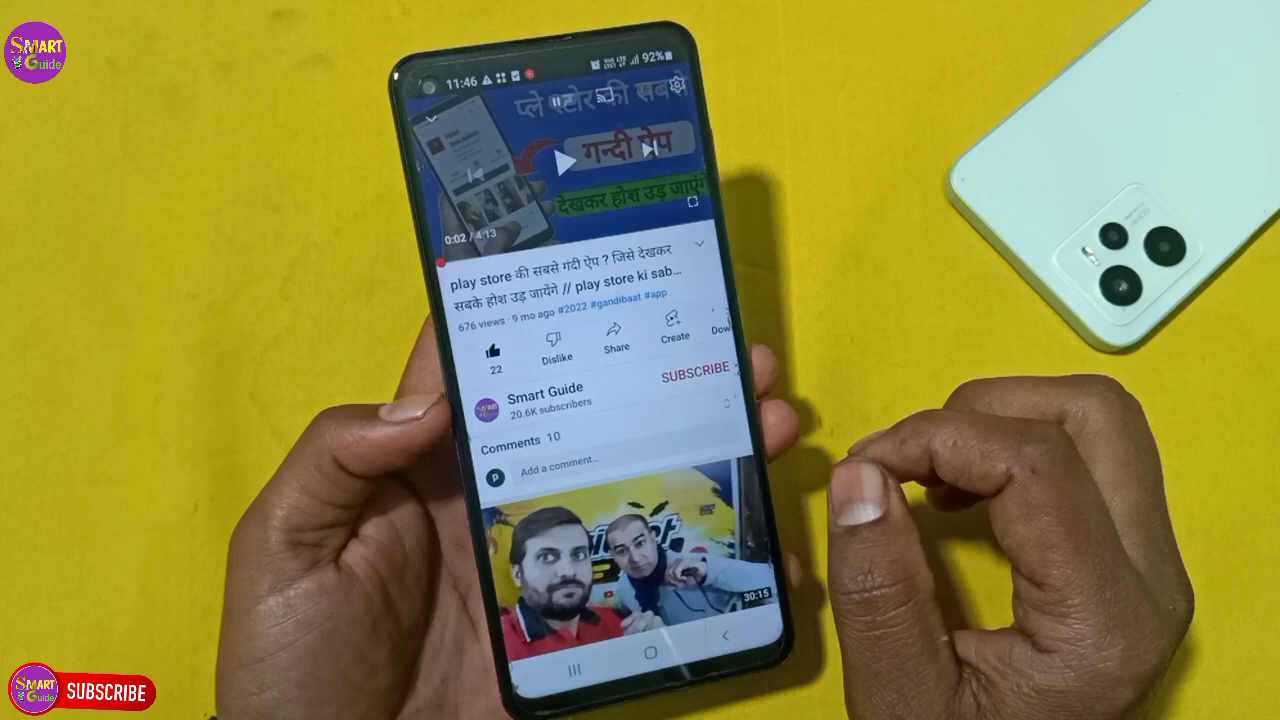 SMART
Guide
11:46
92%
प्ले स्टोर की सबसे
गन्दी ऐप
देखकर होश उड़ जाएंगे
0:02 / 4:13
play store की सबसे गंदी ऐप ? जिसे देखकर
सबके होश उड़ जायेंगे // play store ki sab...
676 views · 9 mo ago #2022 #gandibaat #app
22
Dislike
Share
Create
Dow
Smart Guide
20.6K subscribers
SUBSCRIBE
Comments 10
P
Add a comment...
30:15
SMART
Guide
SUBSCRIBE